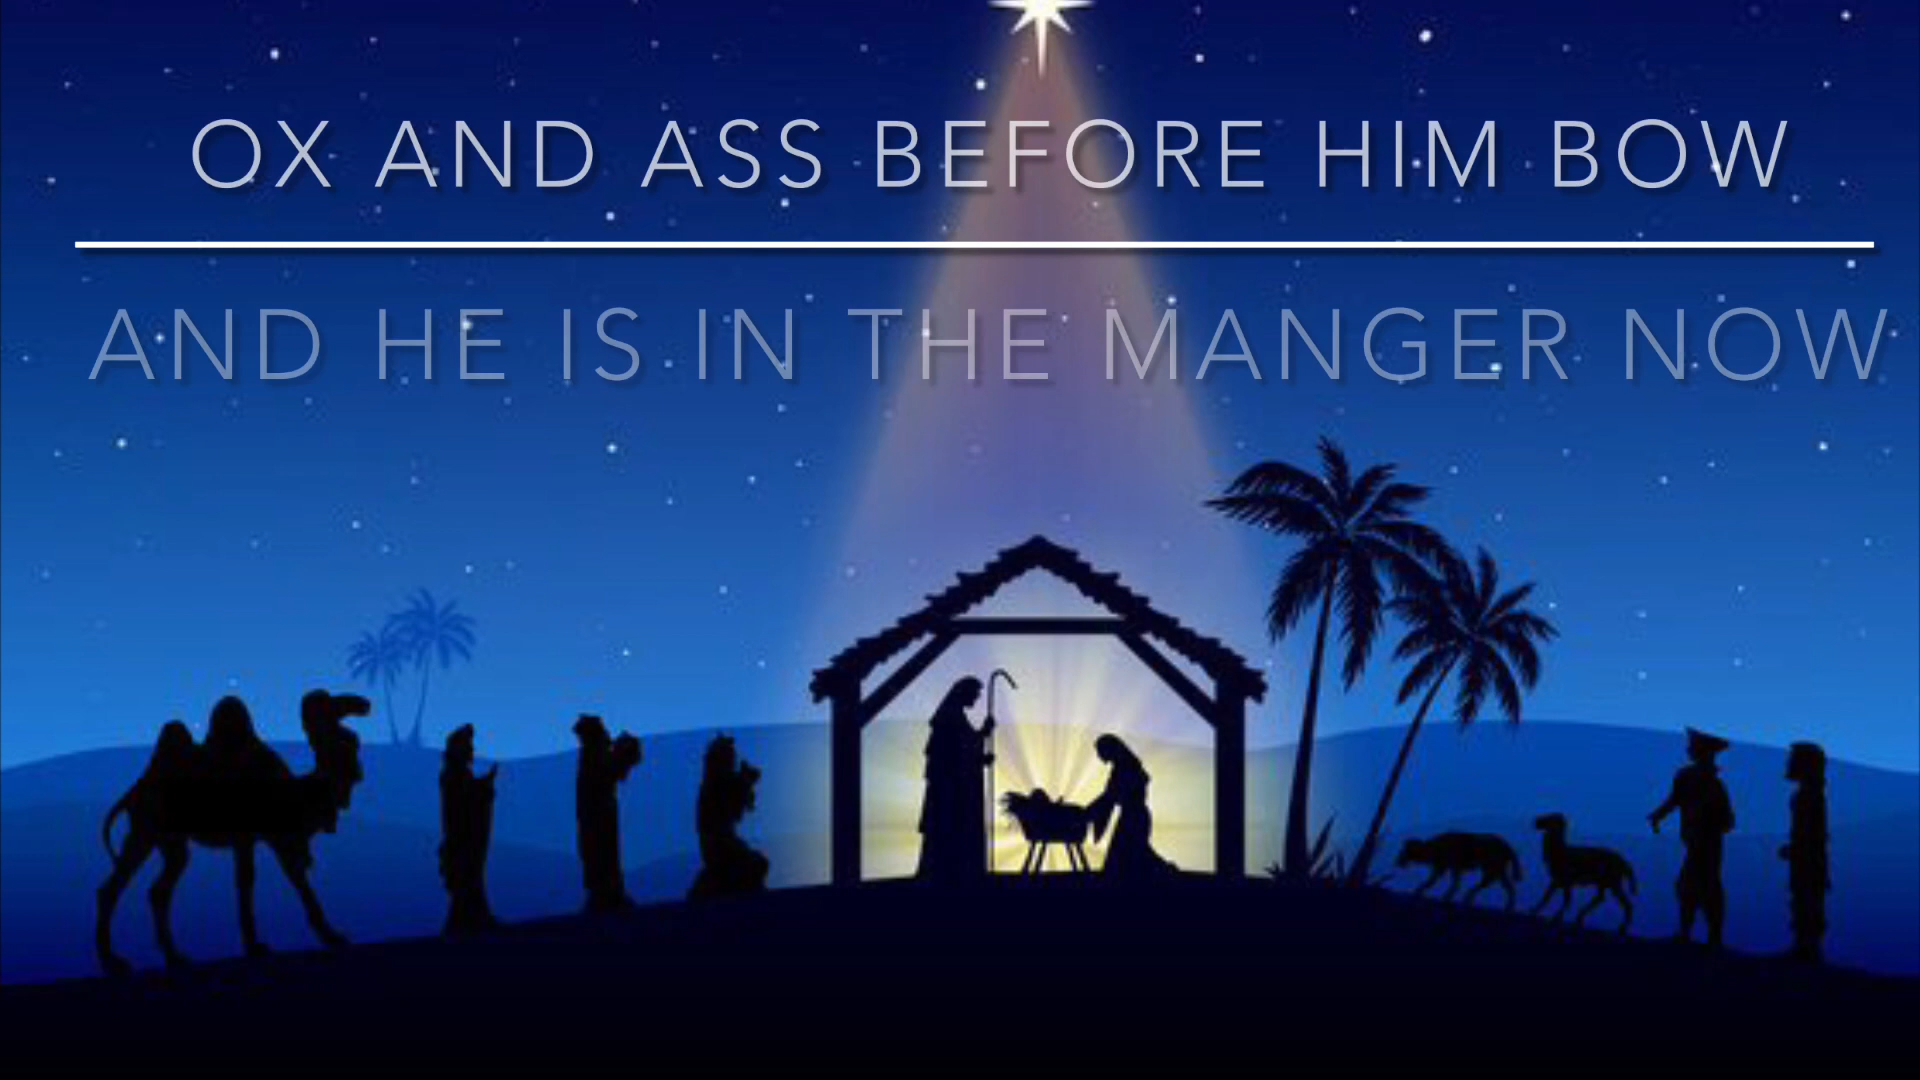 OX AND ASS BEFORE HIM BOW
AND HE IS IN THE MANGER NOW